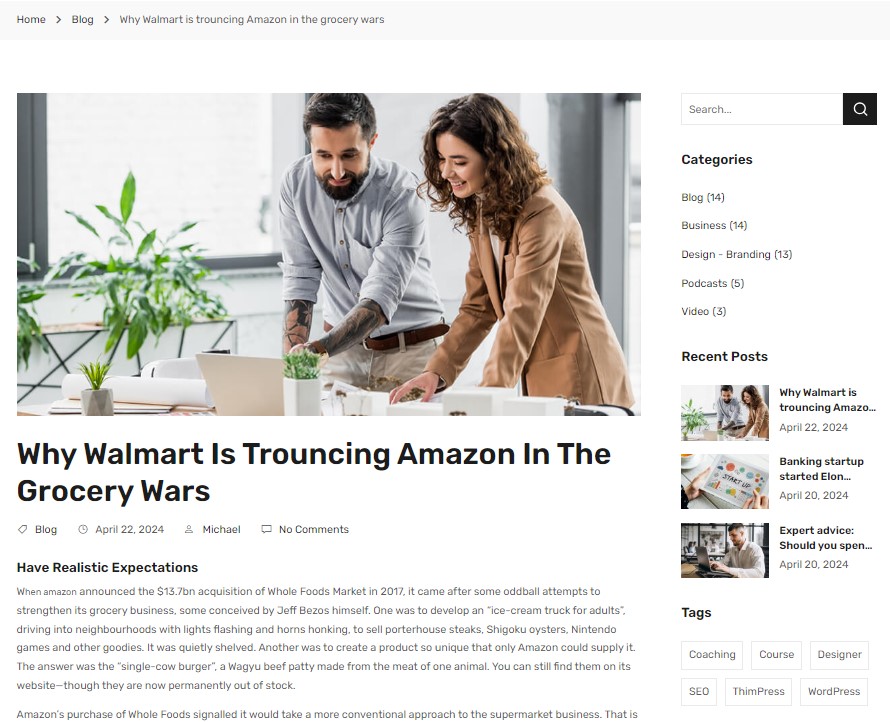 Home > Blog > Why Walmart is trouncing Amazon in the grocery wars
Why Walmart Is Trouncing Amazon In The
Grocery Wars
Blog April 22, 2024 Michael No Comments
Have Realistic Expectations
When amazon announced the $13.7bn acquisition of Whole Foods Market in 2017, it came after some oddball attempts to
strengthen its grocery business, some conceived by Jeff Bezos himself. One was to develop an “ice-cream truck for adults”,
driving into neighbourhoods with lights flashing and horns honking, to sell porterhouse steaks, Shigoku oysters, Nintendo
games and other goodies. It was quietly shelved. Another was to create a product so unique that only Amazon could supply it.
The answer was the “single-cow burger”, a Wagyu beef patty made from the meat of one animal. You can still find them on its
website—though they are now permanently out of stock.
Amazon’s purchase of Whole Foods signalled it would take a more conventional approach to the supermarket business. That is
Search...
Categories
Blog (14)
Business (14)
Design - Branding (13)
Podcasts (5)
Video (3)
Recent Posts
Why Walmart is
trouncing Amazo...
April 22, 2024
START UP
Banking startup
started Elon...
April 20, 2024
Expert advice:
Should you spen...
April 20, 2024
Tags
Coaching Course Designer
SEO ThimPress WordPress